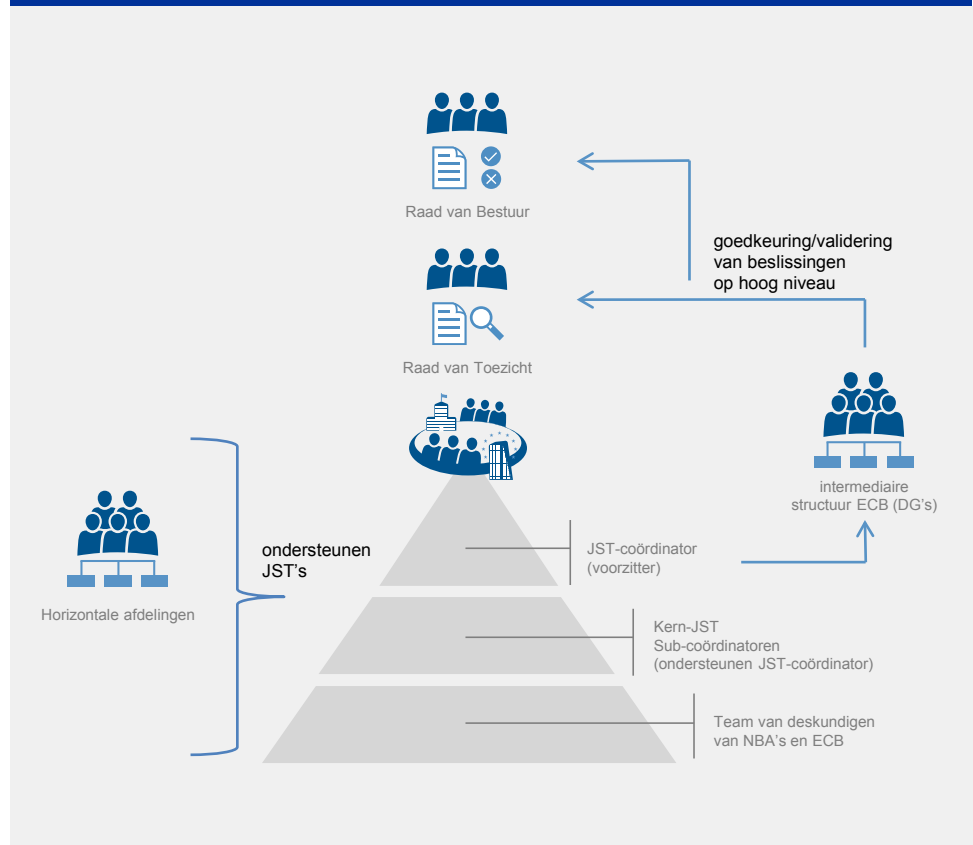 Raad van Bestuur
goedkeuring/validering
van beslissingen
op hoog niveau
Raad van Toezicht
intermediaire
structuur ECB (DG's)
ondersteunen
JST's
JST-coördinator
(voorzitter)
Horizontale afdelingen
Kern-JST
Sub-coördinatoren
(ondersteunen JST-coördinator)
Team van deskundigen
van NBA's en ECB